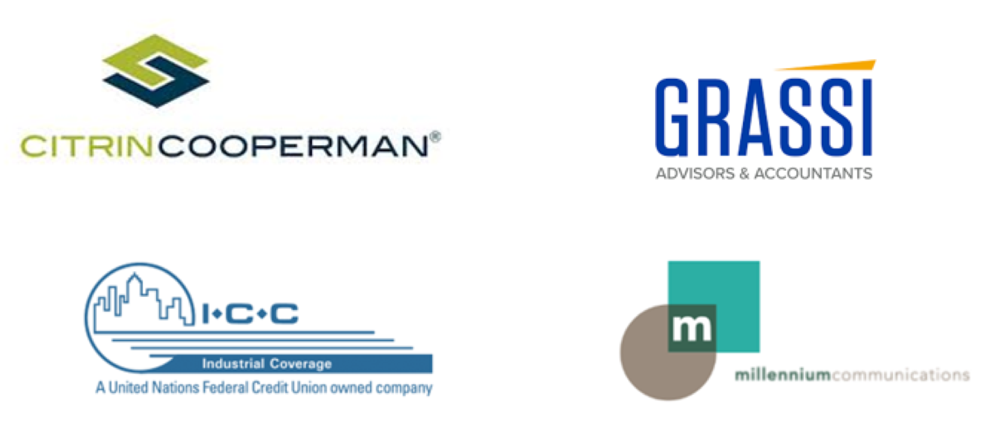 CITRINCOOPERMAN®
GRASSI
ADVISORS & ACCOUNTANTS
I•C•C
Industrial Coverage
A United Nations Federal Credit Union owned company
m
millenniumcommunications